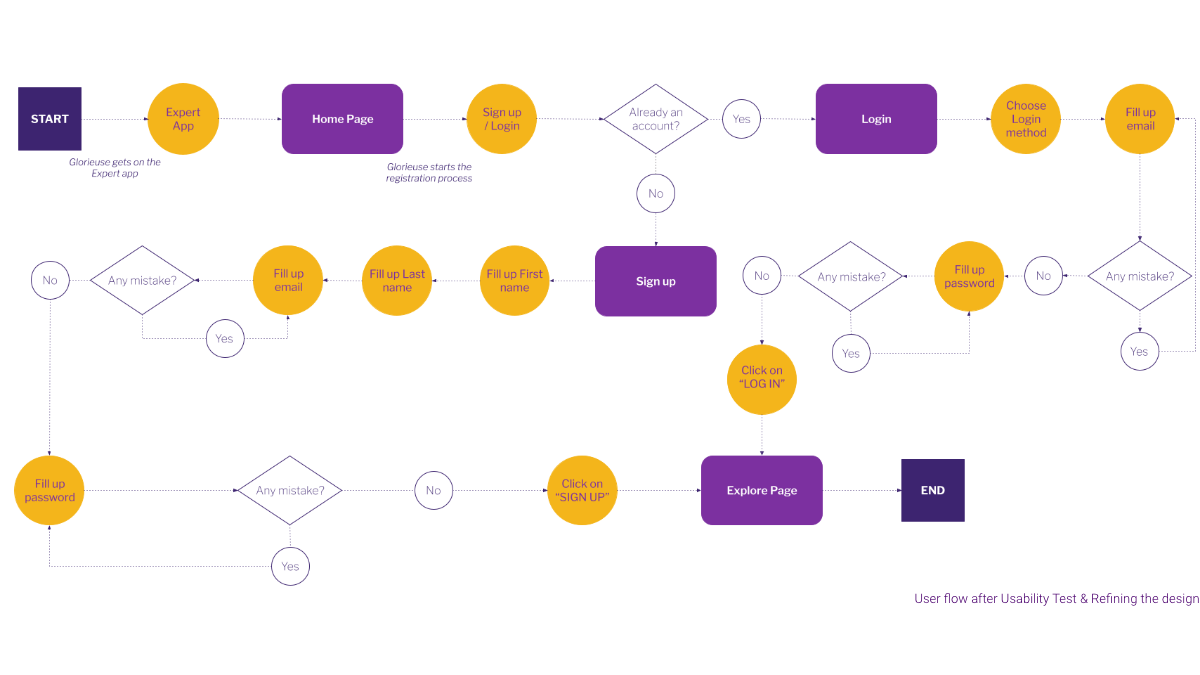 START
Expert
App
Home Page
Sign up
/ Login
Already an
account?
Yes
Login
Choose
Login
method
Fill up
email
Glorieuse gets on the
Expert app
Glorieuse starts the
registration process
No
No
Any mistake?
Fill up
email
Fill up Last
name
Fill up First
name
Sign up
No
Any mistake?
Fill up
password
No
Any mistake?
Yes
Yes
Yes
Click on
“LOG IN”
Fill up
password
Any mistake?
No
Click on
“SIGN UP”
Explore Page
END
Yes
User flow after Usability Test & Refining the design